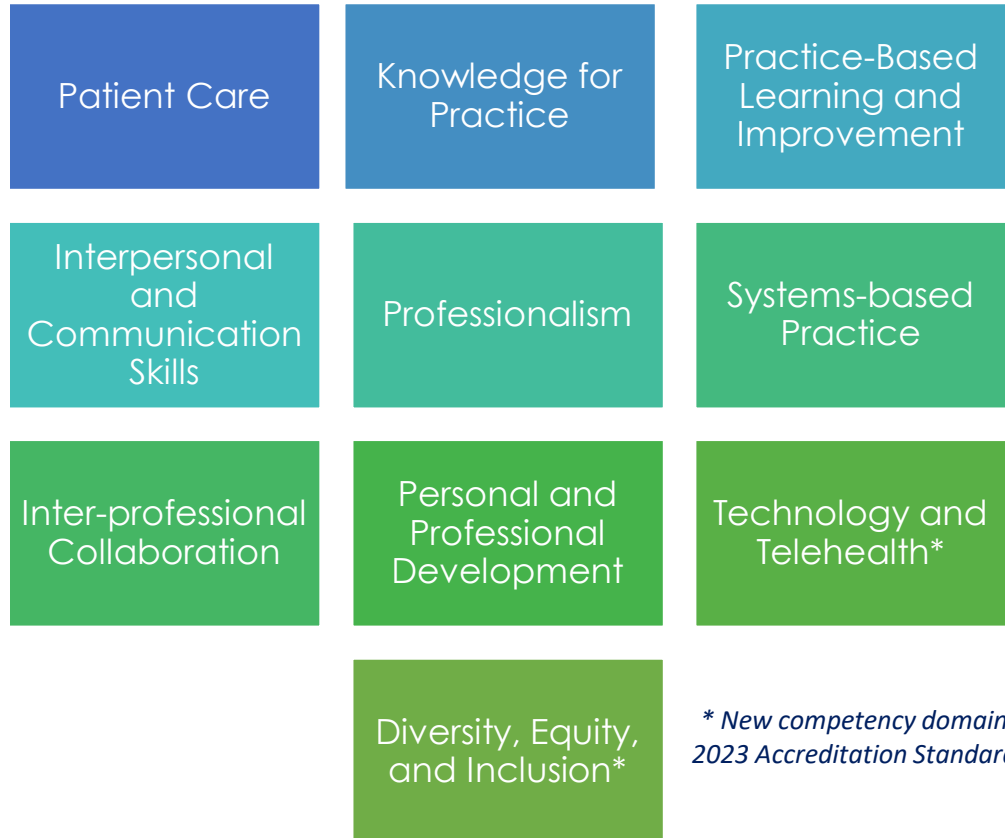 Patient Care
Knowledge for
Practice
Practice-Based
Learning and
Improvement
Interpersonal
and
Communication
Skills
Professionalism
Systems-based
Practice
Inter-professional
Collaboration
Personal and
Professional
Development
Technology and
Telehealth*
Diversity, Equity,
and Inclusion*
* New competency domain
2023 Accreditation Standard